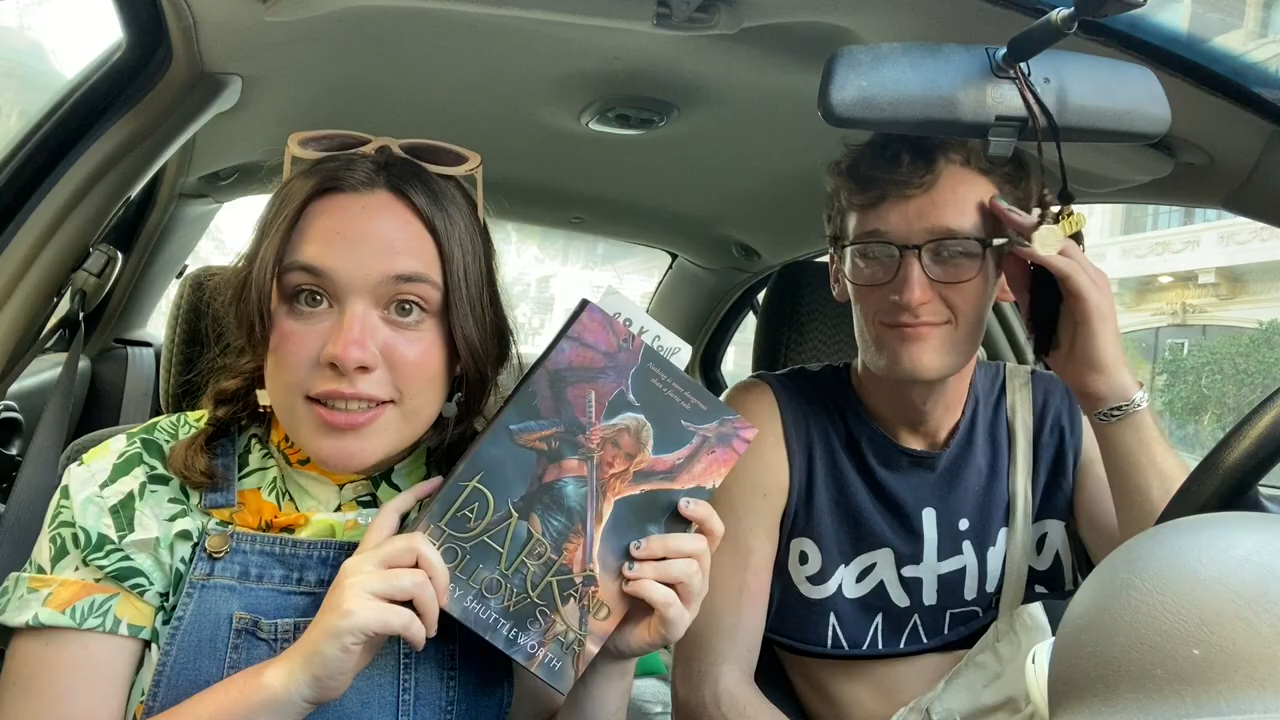 Nothing is more dangerous
than a faerie tale
A
DARK
AND
HOLLOW STAR
EY SHUTTLEWORTH
eating